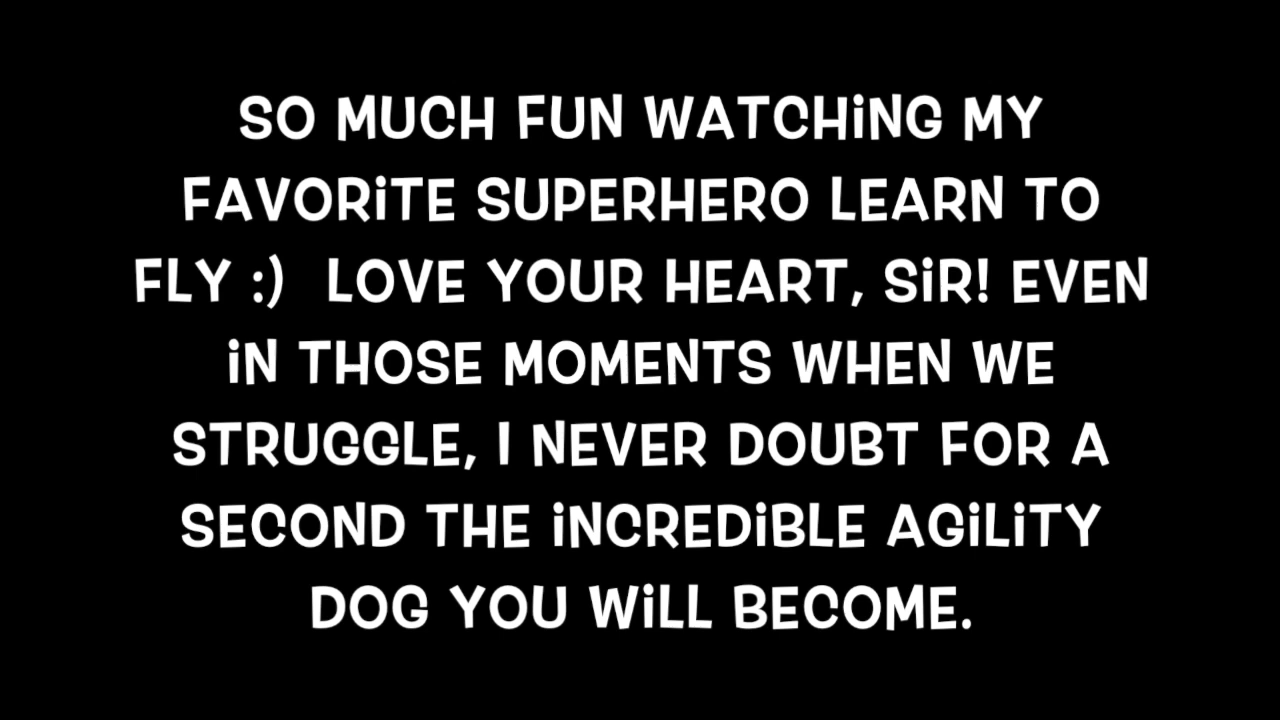 SO MUCH FUN WATCHiNG MY
FAVORiTE SUPERHERO LEARN TO
FLY :)  LOVE YOUR HEART, SiR! EVEN
iN THOSE MOMENTS WHEN WE
STRUGGLE, I NEVER DOUBT FOR A
SECOND THE iNCREDiBLE AGiLiTY
DOG YOU WiLL BECOME.